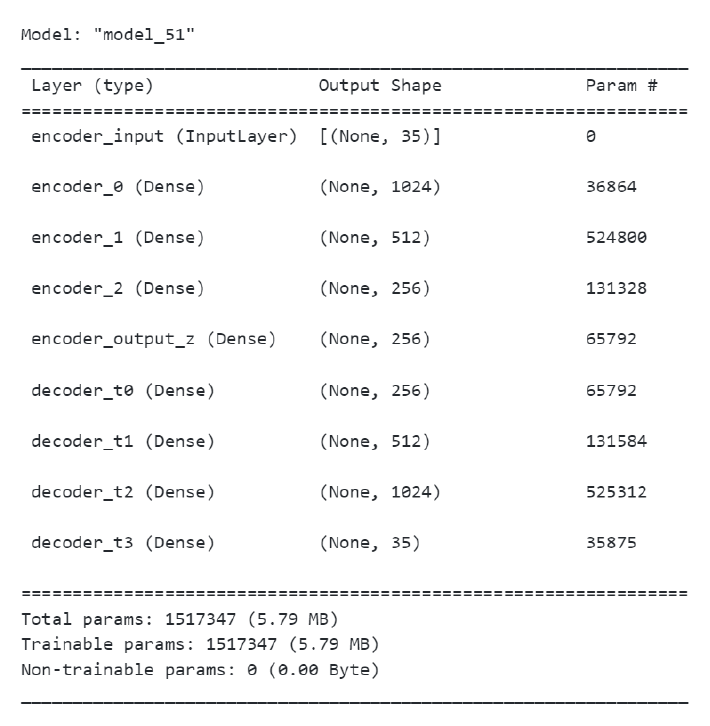 Model: "model_51"
Layer (type) Output Shape Param #
encoder_input (InputLayer) [(None, 35)] 0
encoder_0 (Dense) (None, 1024) 36864
encoder_1 (Dense) (None, 512) 524800
encoder_2 (Dense) (None, 256) 131328
encoder_output_z (Dense) (None, 256) 65792
decoder_t0 (Dense) (None, 256) 65792
decoder_t1 (Dense) (None, 512) 131584
decoder_t2 (Dense) (None, 1024) 525312
decoder_t3 (Dense) (None, 35) 35875
Total params: 1517347 (5.79 MB)
Trainable params: 1517347 (5.79 MB)
Non-trainable params: 0 (0.00 Byte)